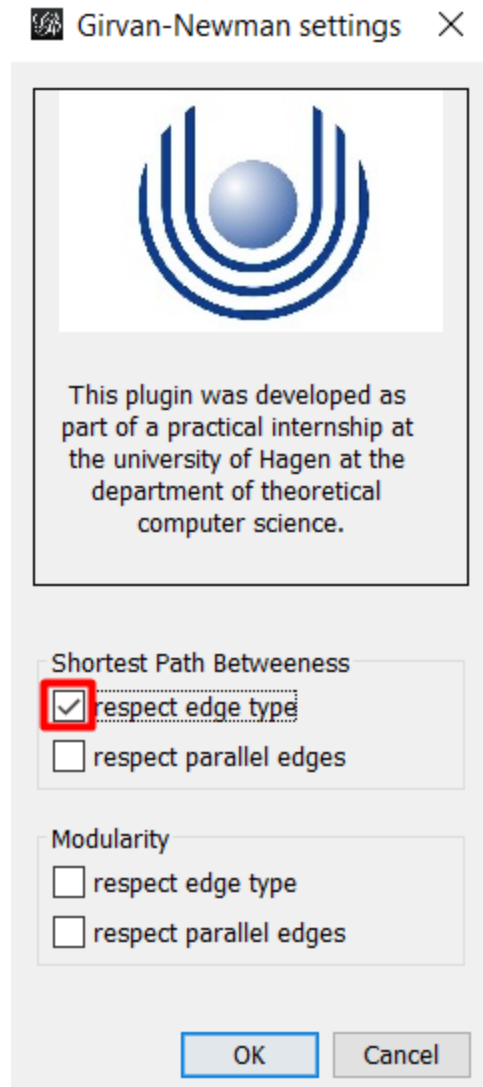 Girvan-Newman settings
This plugin was developed as
part of a practical internship at
the university of Hagen at the
department of theoretical
computer science.
Shortest Path Betweeness
respect edge type
respect parallel edges
Modularity
respect edge type
respect parallel edges
OK Cancel